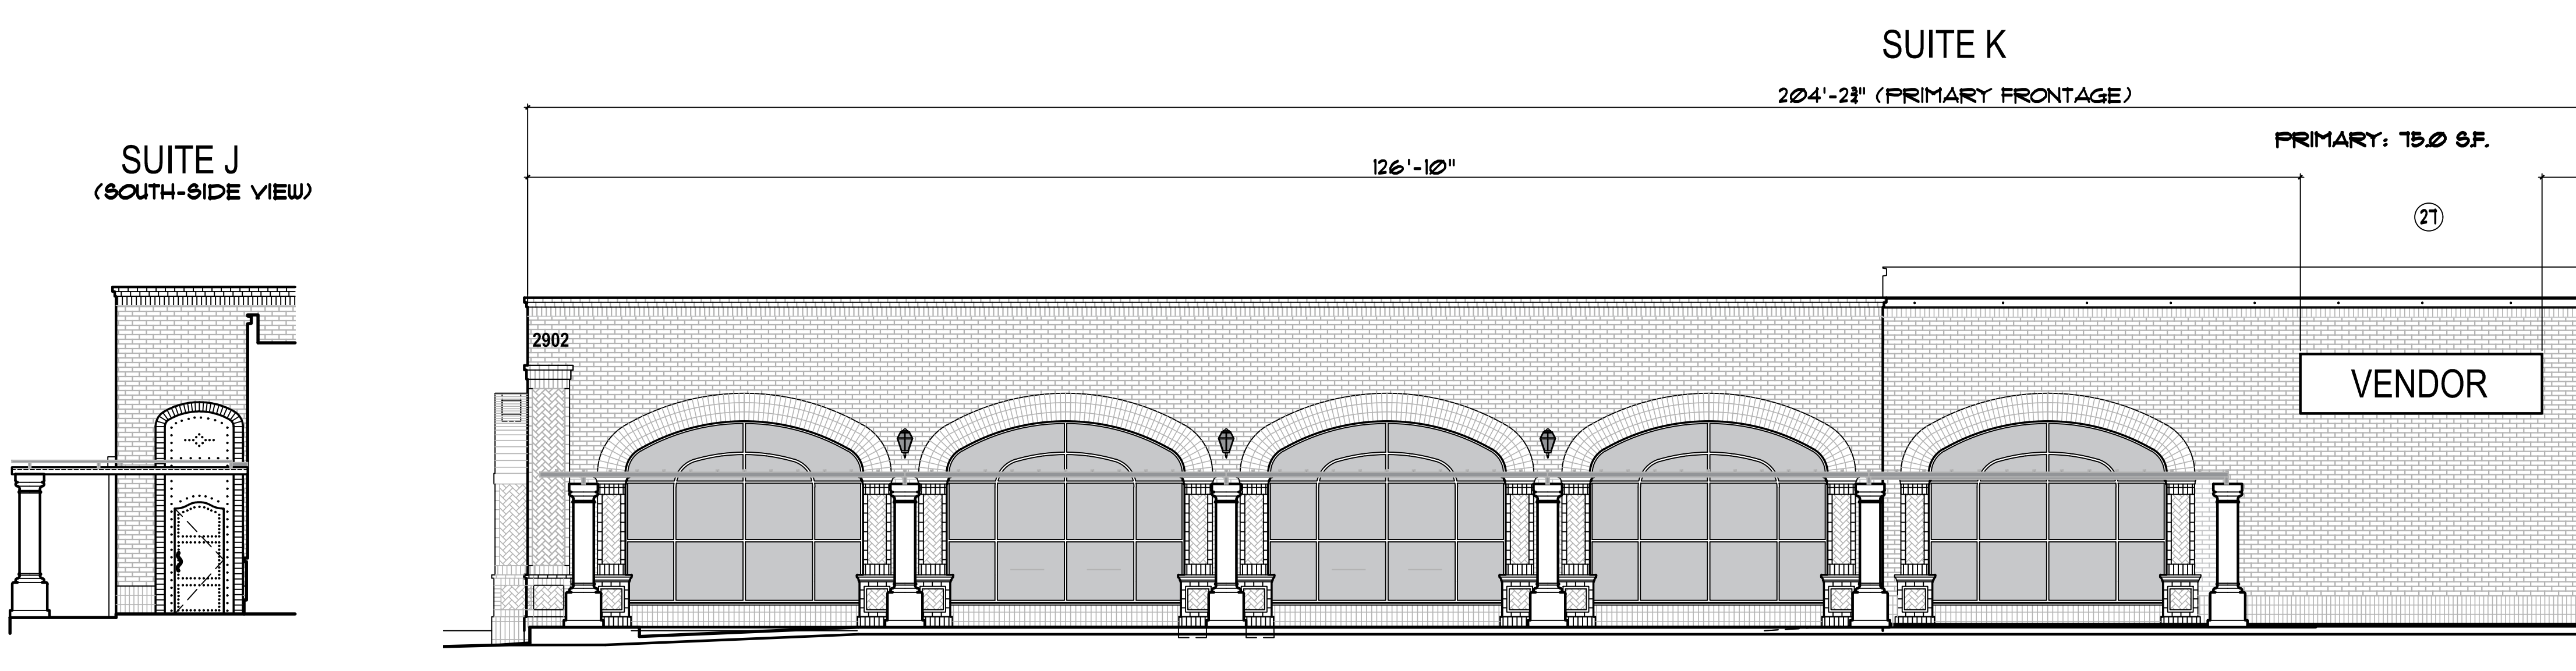 SUITE K
204'-2¾" (PRIMARY FRONTAGE)
PRIMARY: 75.0 S.F.
126'-10"
SUITE J
(SOUTH-SIDE VIEW)
27
2902
VENDOR